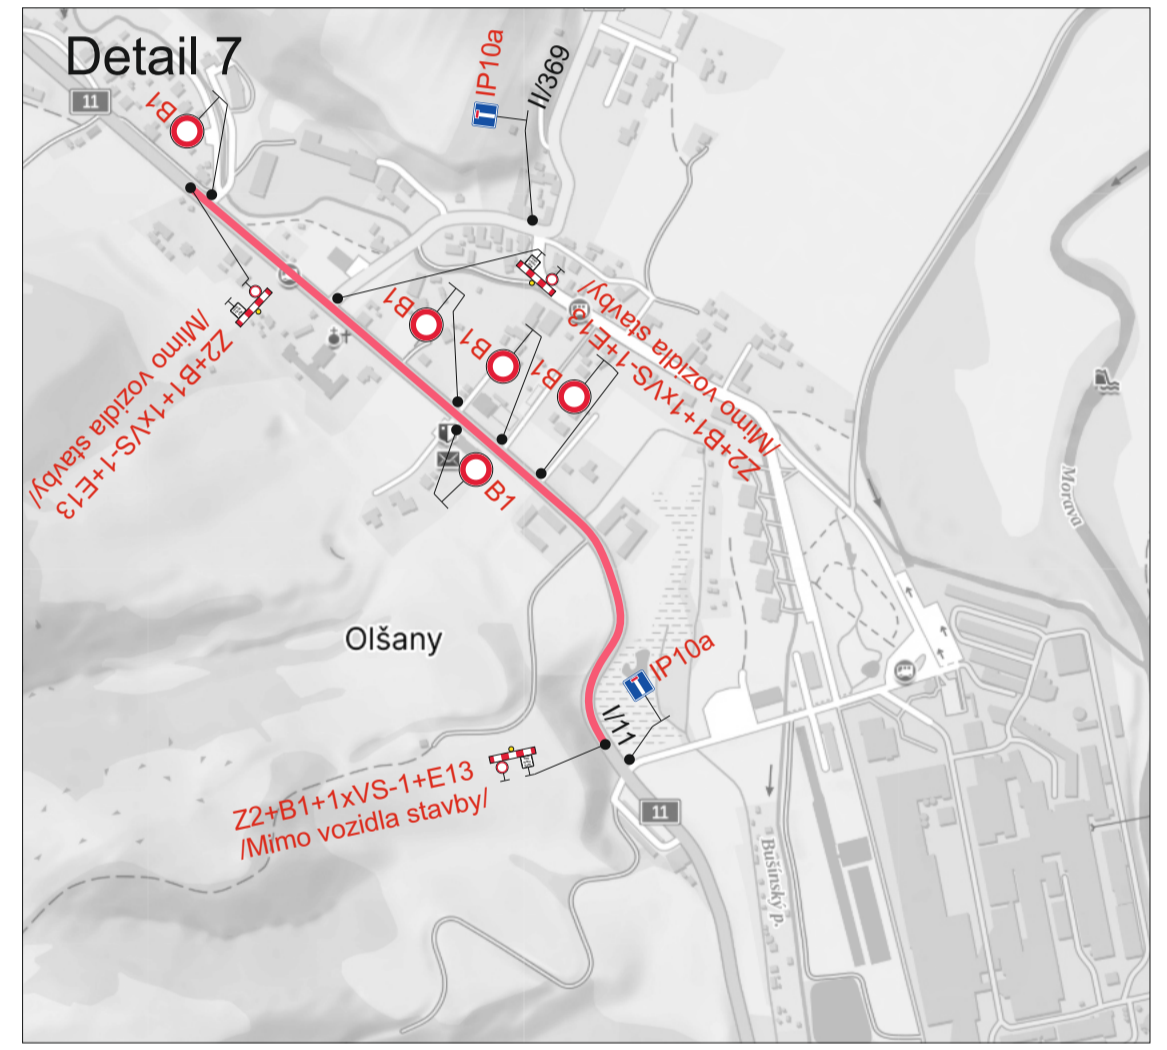 Detail 7
11
B1
IP10a
II/369
Z2+B1+1xVS-1+E13
/Mimo vozidla stavby/
Z2+B1+1xVS-1+E13
/Mimo vozidla stavby/
B1
B1
B1
B1
Morava
Olšany
IP10a
I/11
Z2+B1+1xVS-1+E13
/Mimo vozidla stavby/
11
Bušínský p.